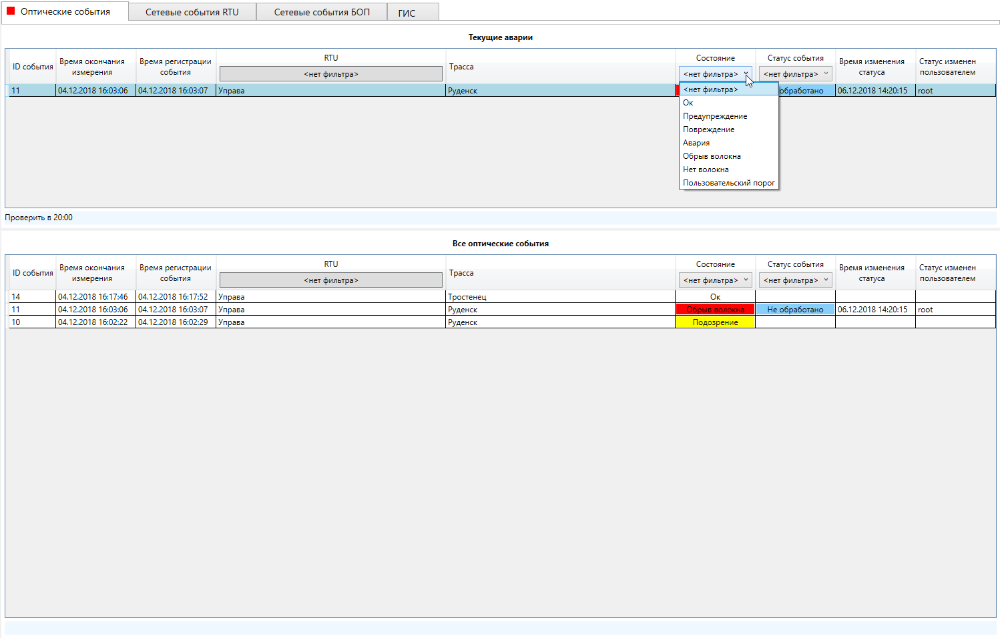 Оптические события
Сетевые события RTU
Сетевые события БОП
ГИС
Текущие аварии
ID события
Время окончания
измерения
Время регистрации
события
RTU
<нет фильтра>
Трасса
Состояние
<нет фильтра>
Статус события
<нет фильтра>
Время изменения
статуса
Статус изменен
пользователем
11
04.12.2018 16:03:06
04.12.2018 16:03:07
Управа
Руденск
обработано
06.12.2018 14:20:15
root
<нет фильтра>
Ок
Предупреждение
Повреждение
Авария
Обрыв волокна
Нет волокна
Пользовательский порог
Проверить в 20:00
Все оптические события
ID события
Время окончания
измерения
Время регистрации
события
RTU
<нет фильтра>
Трасса
Состояние
<нет фильтра>
Статус события
<нет фильтра>
Время изменения
статуса
Статус изменен
пользователем
14
04.12.2018 16:17:46
04.12.2018 16:17:52
Управа
Тростенец
Ок
11
04.12.2018 16:03:06
04.12.2018 16:03:07
Управа
Руденск
Обрыв волокна
Не обработано
06.12.2018 14:20:15
root
10
04.12.2018 16:02:22
04.12.2018 16:02:29
Управа
Руденск
Подозрение